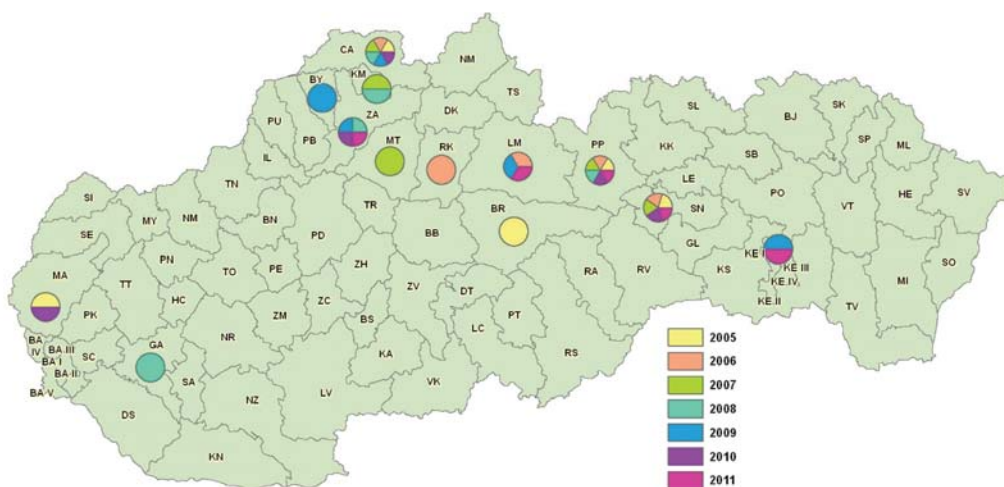 CA
NM
BY
KM
TS
PU
PB
ZA
DK
SL
BJ
SK
IL
MT
RK
LM
PP
KK
SB
SP
ML
TN
LE
PO
VT
HE
SV
SI
MY
NM
BN
TR
BR
SN
SE
PD
BB
GL
KE I
SO
MA
PN
TO
PE
ZH
RA
RV
KS
KE III
MI
TT
HC
ZC
ZV
DT
KE IV
PK
ZM
BS
PT
KE II
TV
BA IV
BA III
SC
GA
NR
LC
BA I
BA II
SA
KA
RS
BA V
DS
NZ
LV
VK
KN
2005
2006
2007
2008
2009
2010
2011